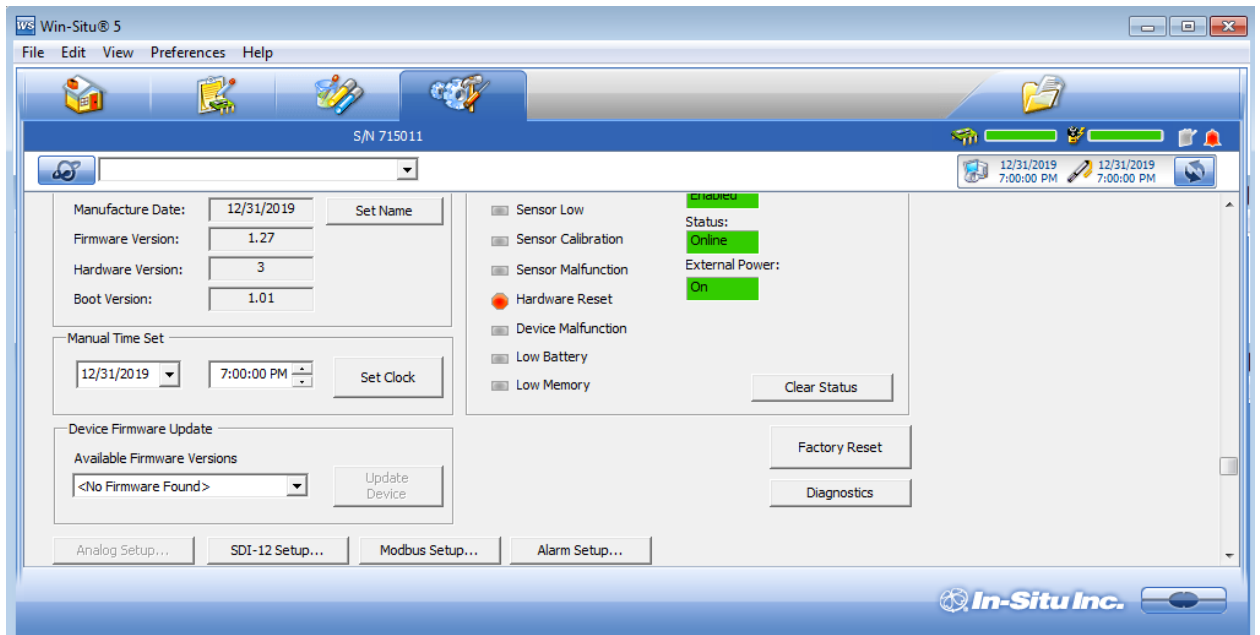 Win-Situ® 5
File Edit View Preferences Help
S/N 715011
12/31/2019 12/31/2019
7:00:00 PM 7:00:00 PM
Manufacture Date: 12/31/2019 Set Name
Firmware Version: 1.27
Hardware Version: 3
Boot Version: 1.01
Manual Time Set
12/31/2019 7:00:00 PM Set Clock
Device Firmware Update
Available Firmware Versions
<No Firmware Found> Update
Device
Sensor Low
Sensor Calibration
Sensor Malfunction
Hardware Reset
Device Malfunction
Low Battery
Low Memory
Enabled
Status:
Online
External Power:
On
Clear Status
Factory Reset
Diagnostics
Analog Setup... SDI-12 Setup... Modbus Setup... Alarm Setup...
In-Situ Inc.